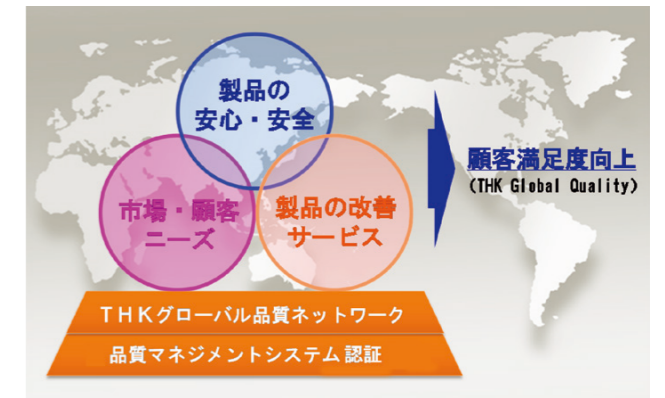 製品の
安心・安全
市場・顧客
ニーズ
製品の改善
サービス
顧客満足度向上
(THK Global Quality)
THKグローバル品質ネットワーク
品質マネジメントシステム認証